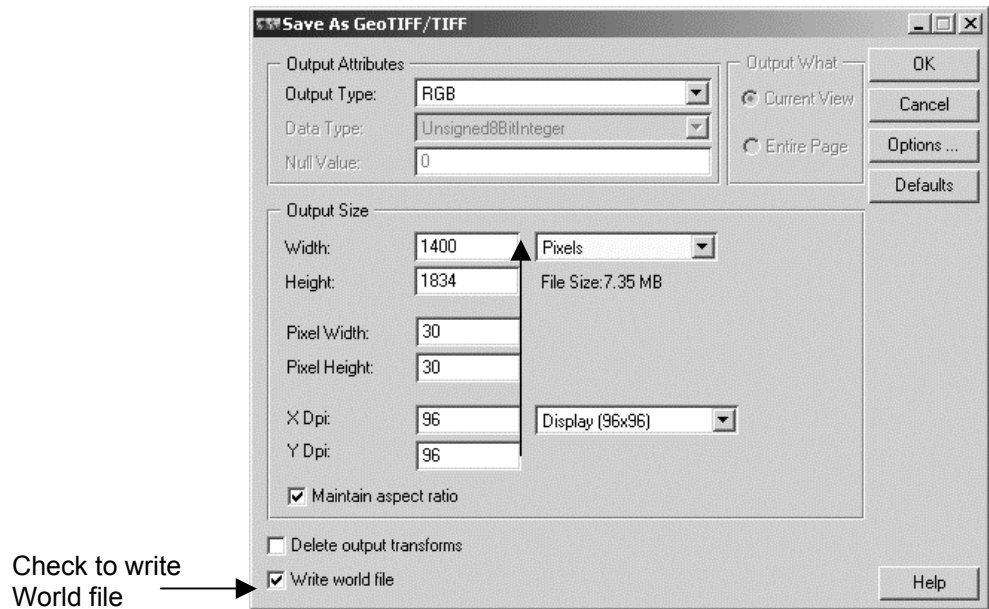 Save As GeoTIFF/TIFF
Output Attributes
Output Type: RGB
Data Type: Unsigned8BitInteger
Null Value: 0
Output What
Current View
Entire Page
OK
Cancel
Options ...
Defaults
Output Size
Width: 1400 Pixels
Height: 1834 File Size:7.35 MB
Pixel Width: 30
Pixel Height: 30
X Dpi: 96 Display (96x96)
Y Dpi: 96
Maintain aspect ratio
Delete output transforms
Write world file
Help
Check to write
World file